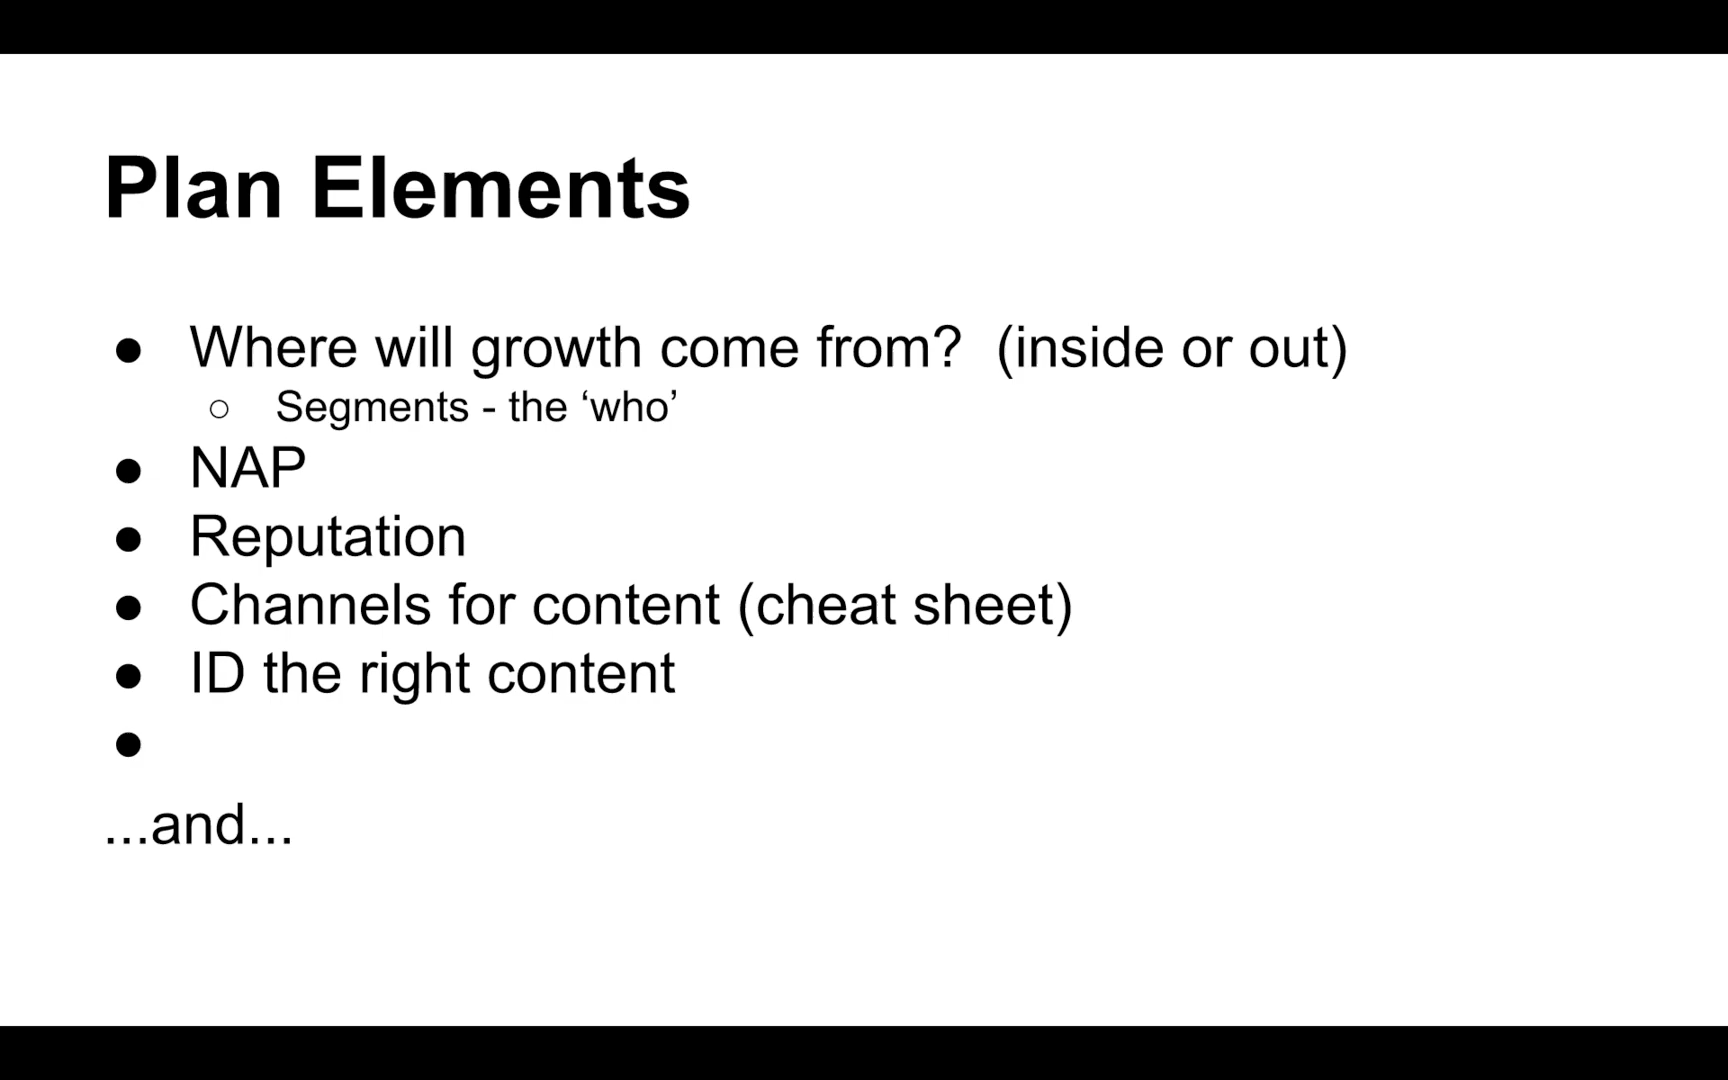 Plan Elements
● Where will growth come from?  (inside or out)
○ Segments - the ‘who’
● NAP
● Reputation
● Channels for content (cheat sheet)
● ID the right content
●
...and...